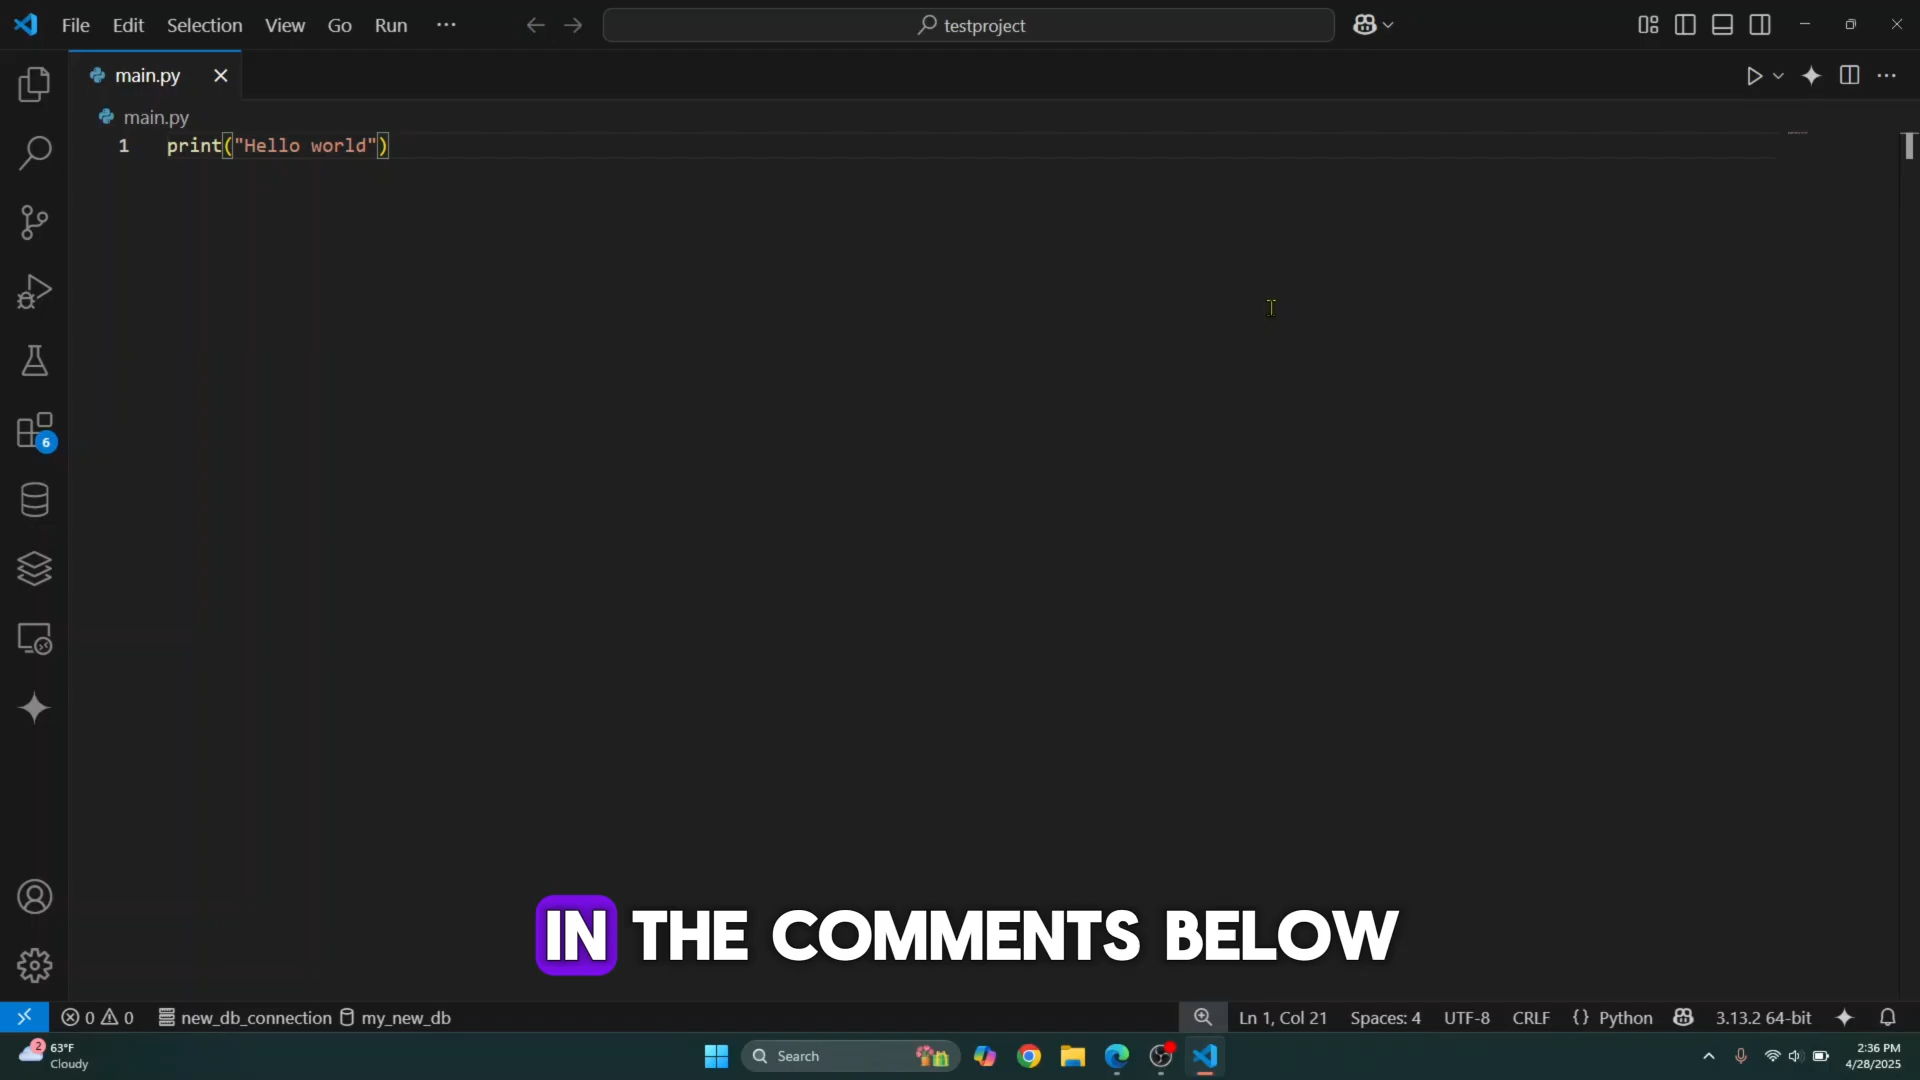 File Edit Selection View Go Run ··· testproject
main.py
main.py
1 print("Hello world")
6
IN THE COMMENTS BELOW
0 0 new_db_connection my_new_db Ln 1, Col 21 Spaces: 4 UTF-8 CRLF {} Python 3.13.2 64-bit
2 63°F
Cloudy
Search
2:36 PM
4/28/2025